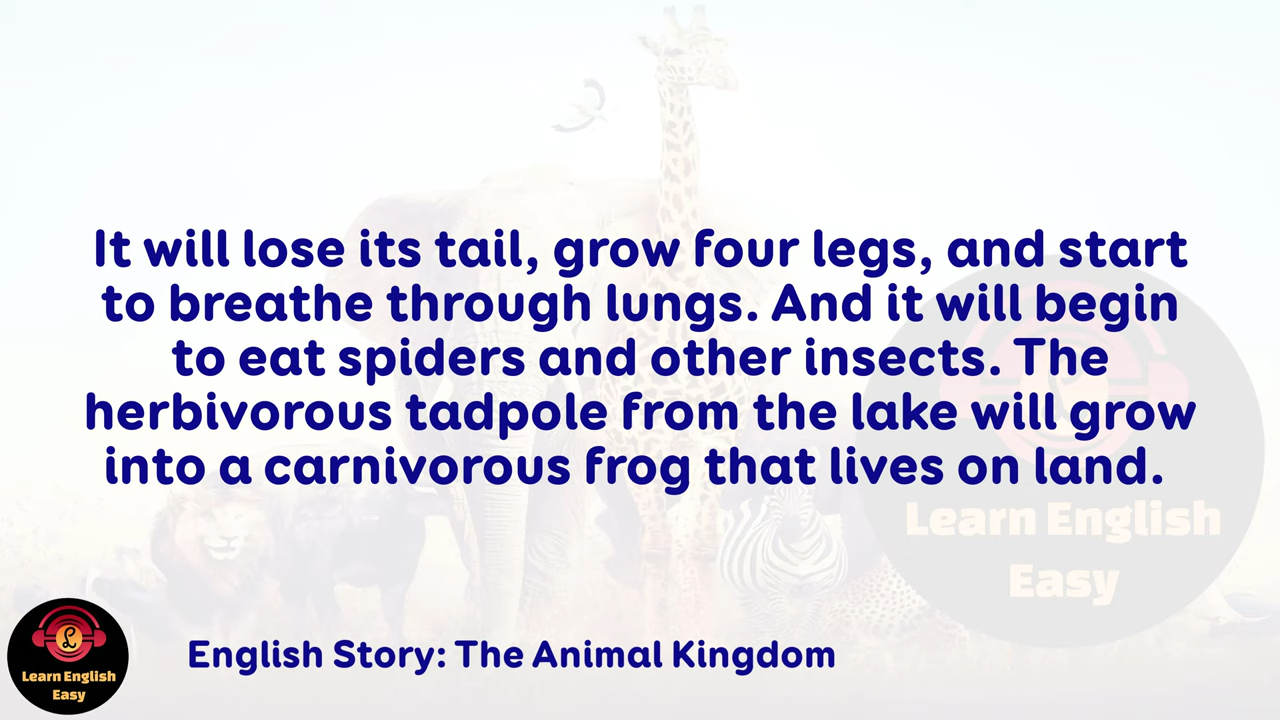 It will lose its tail, grow four legs, and start
to breathe through lungs. And it will begin
to eat spiders and other insects. The
herbivorous tadpole from the lake will grow
into a carnivorous frog that lives on land.
Learn English
Easy
L
Learn English
Easy
English Story: The Animal Kingdom